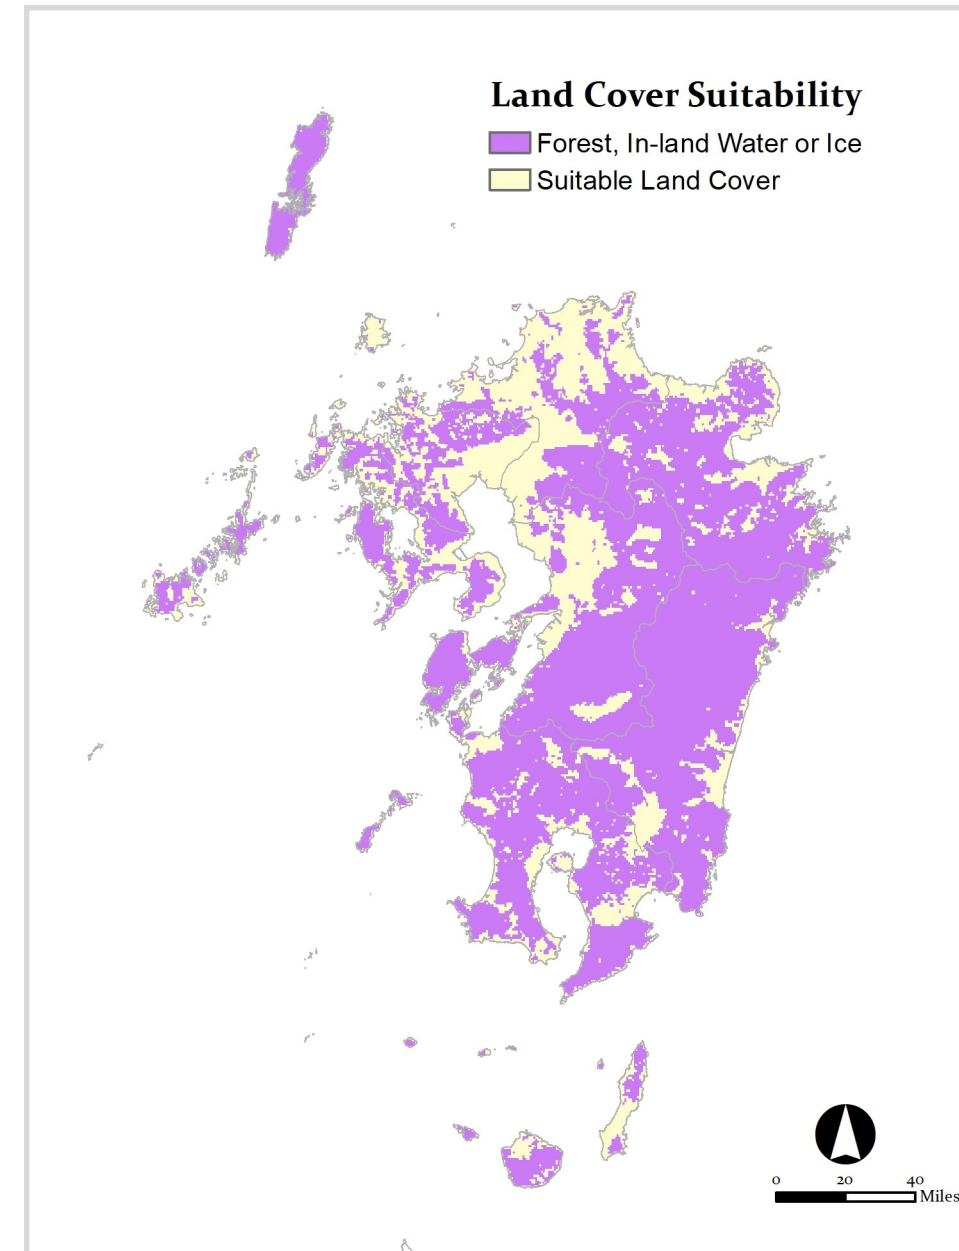 Land Cover Suitability
Forest, In-land Water or Ice
Suitable Land Cover
0 20 40
Miles